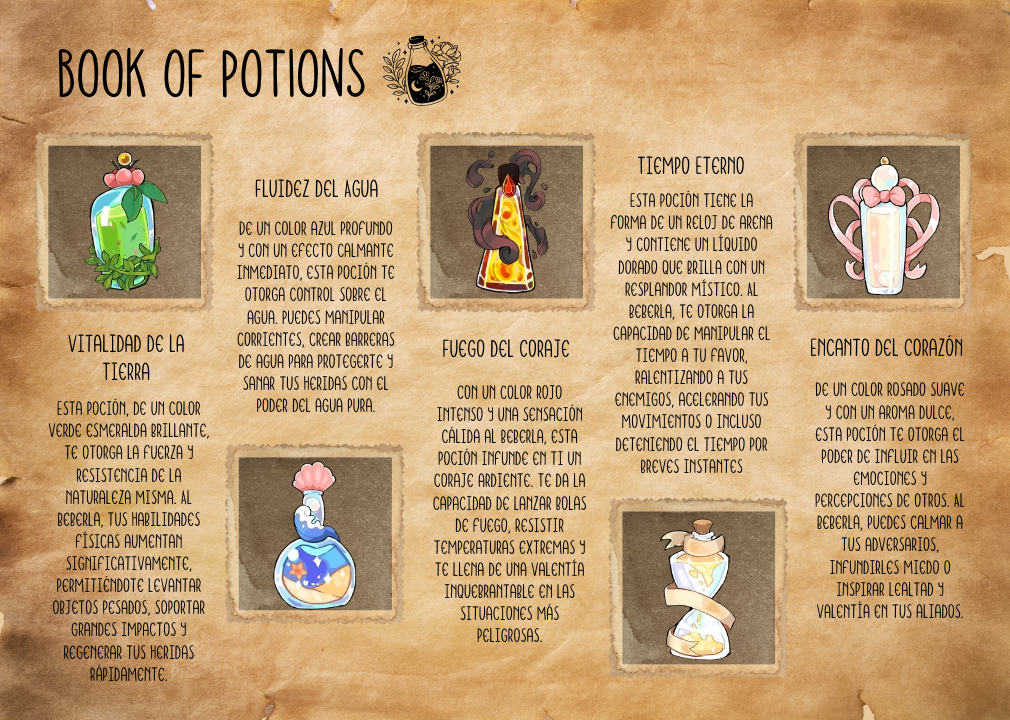 BOOK OF POTIONS
VITALIDAD DE LA
TIERRA
ESTA POCIÓN, DE UN COLOR
VERDE ESMERALDA BRILLANTE,
TE OTORGA LA FUERZA Y
RESISTENCIA DE LA
NATURALEZA MISMA. AL
BEBERLA, TUS HABILIDADES
FÍSICAS AUMENTAN
SIGNIFICATIVAMENTE,
PERMITIÉNDOTE LEVANTAR
OBJETOS PESADOS, SOPORTAR
GRANDES IMPACTOS Y
REGENERAR TUS HERIDAS
RÁPIDAMENTE.
FLUIDEZ DEL AGUA
DE UN COLOR AZUL PROFUNDO
Y CON UN EFECTO CALMANTE
INMEDIATO, ESTA POCIÓN TE
OTORGA CONTROL SOBRE EL
AGUA. PUEDES MANIPULAR
CORRIENTES, CREAR BARRERAS
DE AGUA PARA PROTEGERTE Y
SANAR TUS HERIDAS CON EL
PODER DEL AGUA PURA.
FUEGO DEL CORAJE
CON UN COLOR ROJO
INTENSO Y UNA SENSACIÓN
CÁLIDA AL BEBERLA, ESTA
POCIÓN INFUNDE EN TI UN
CORAJE ARDIENTE. TE DA LA
CAPACIDAD DE LANZAR BOLAS
DE FUEGO, RESISTIR
TEMPERATURAS EXTREMAS Y
TE LLENA DE UNA VALENTÍA
INQUEBRANTABLE EN LAS
SITUACIONES MÁS
PELIGROSAS.
TIEMPO ETERNO
ESTA POCIÓN TIENE LA
FORMA DE UN RELOJ DE ARENA
Y CONTIENE UN LÍQUIDO
DORADO QUE BRILLA CON UN
RESPLANDOR MÍSTICO. AL
BEBERLA, TE OTORGA LA
CAPACIDAD DE MANIPULAR EL
TIEMPO A TU FAVOR,
RALENTIZANDO A TUS
ENEMIGOS, ACELERANDO TUS
MOVIMIENTOS O INCLUSO
DETENIENDO EL TIEMPO POR
BREVES INSTANTES
ENCANTO DEL CORAZÓN
DE UN COLOR ROSADO SUAVE
Y CON UN AROMA DULCE,
ESTA POCIÓN TE OTORGA EL
PODER DE INFLUIR EN LAS
EMOCIONES Y
PERCEPCIONES DE OTROS. AL
BEBERLA, PUEDES CALMAR A
TUS ADVERSARIOS,
INFUNDIRLES MIEDO O
INSPIRAR LEALTAD Y
VALENTÍA EN TUS ALIADOS.